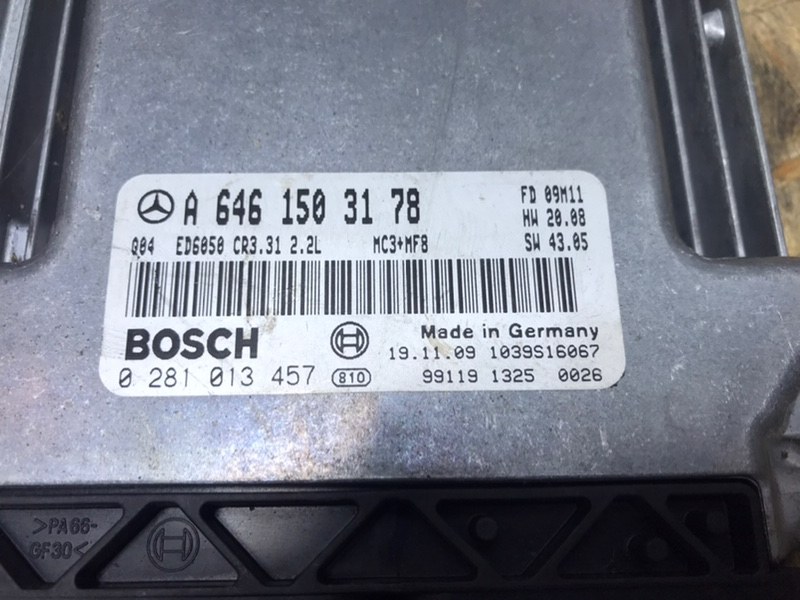 A 646 150 31 78
FD 09M11
HW 20.08
Q04 ED6050 CR3.31 2.2L MC3+MF8 SW 43.05
BOSCH Made in Germany
19.11.09 1039S16067
0 281 013 457 810 99119 1325 0026
>PA66-
GF30<